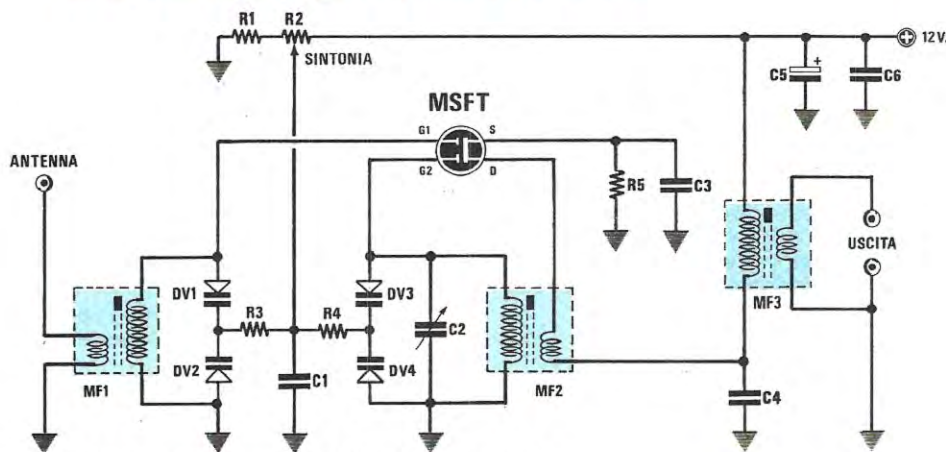 R1
R2
SINTONIA
12V.
C5
+
C6
MSFT
G1
S
G2
D
ANTENNA
R5
C3
DV1
R3
R4
DV3
C2
DV2
C1
DV4
MF1
MF2
C4
MF3
USCITA